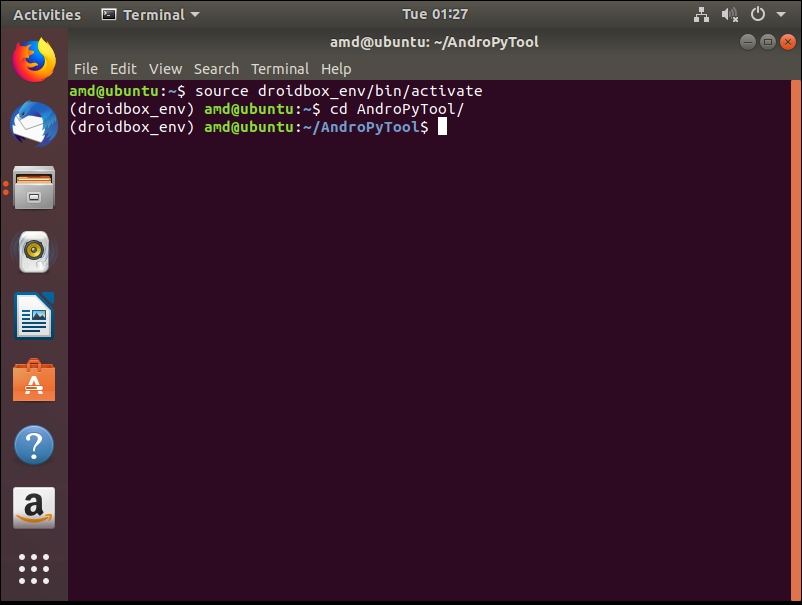 Activities Terminal Tue 01:27
amd@ubuntu: ~/AndroPyTool
File Edit View Search Terminal Help
amd@ubuntu:~$ source droidbox_env/bin/activate
(droidbox_env) amd@ubuntu:~$ cd AndroPyTool/
(droidbox_env) amd@ubuntu:~/AndroPyTool$
A
?
a